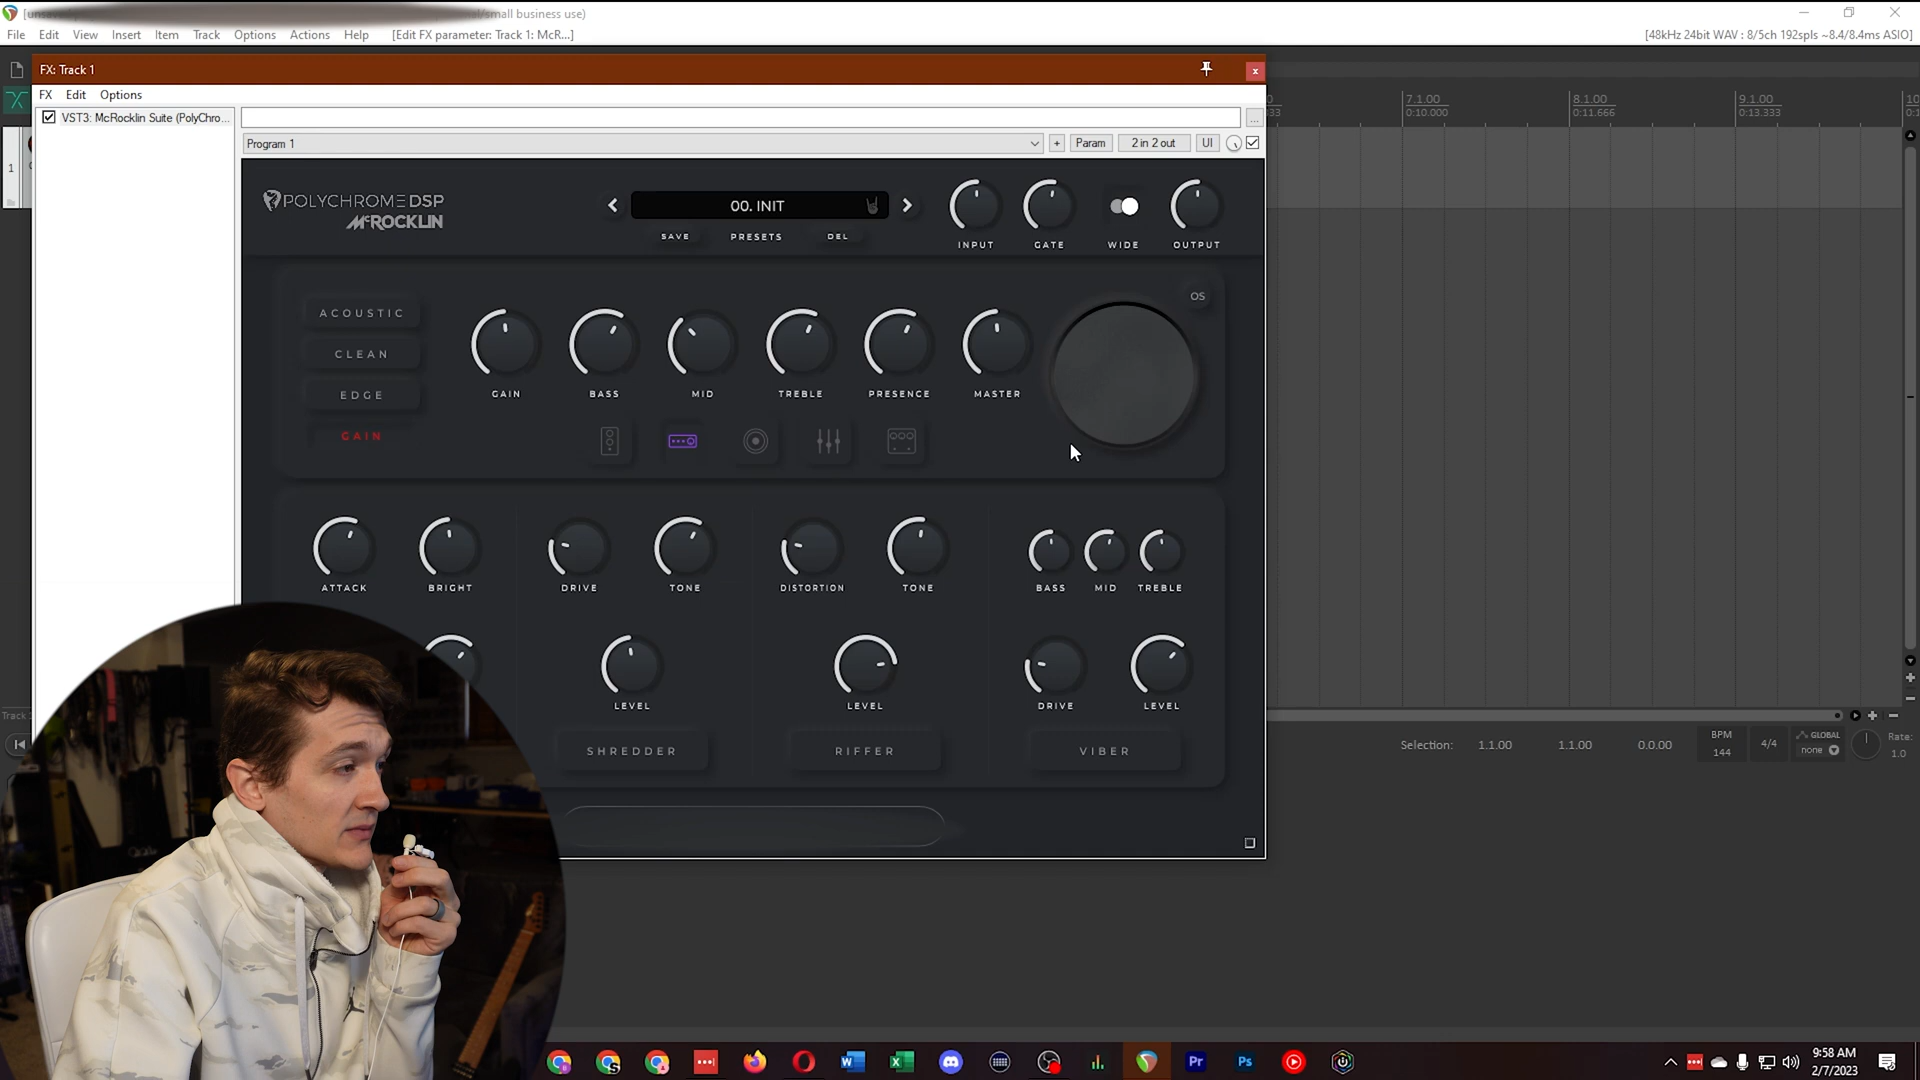 [unsa
nal/small business use)
File Edit View Insert Item Track Options Actions Help [Edit FX parameter: Track 1: McR...]
[48kHz 24bit WAV : 8/5ch 192spls ~8.4/8.4ms ASIO]
FX: Track 1
FX Edit Options
VST3: McRocklin Suite (PolyChro...
Program 1 + Param 2 in 2 out UI
7.1.00 8.1.00 9.1.00
0:10.000 0:11.666 0:13.333
1
POLYCHROME DSP
McROCKLIN
00. INIT
SAVE PRESETS DEL
INPUT GATE WIDE OUTPUT
OS
ACOUSTIC
CLEAN
EDGE
GAIN
GAIN BASS MID TREBLE PRESENCE MASTER
ATTACK BRIGHT DRIVE TONE DISTORTION TONE BASS MID TREBLE
LEVEL LEVEL DRIVE LEVEL
SHREDDER RIFFER VIBER
Track
Selection: 1.1.00 1.1.00 0.0.00
BPM
144
4/4
GLOBAL
none
Rate:
1.0
9:58 AM
2/7/2023